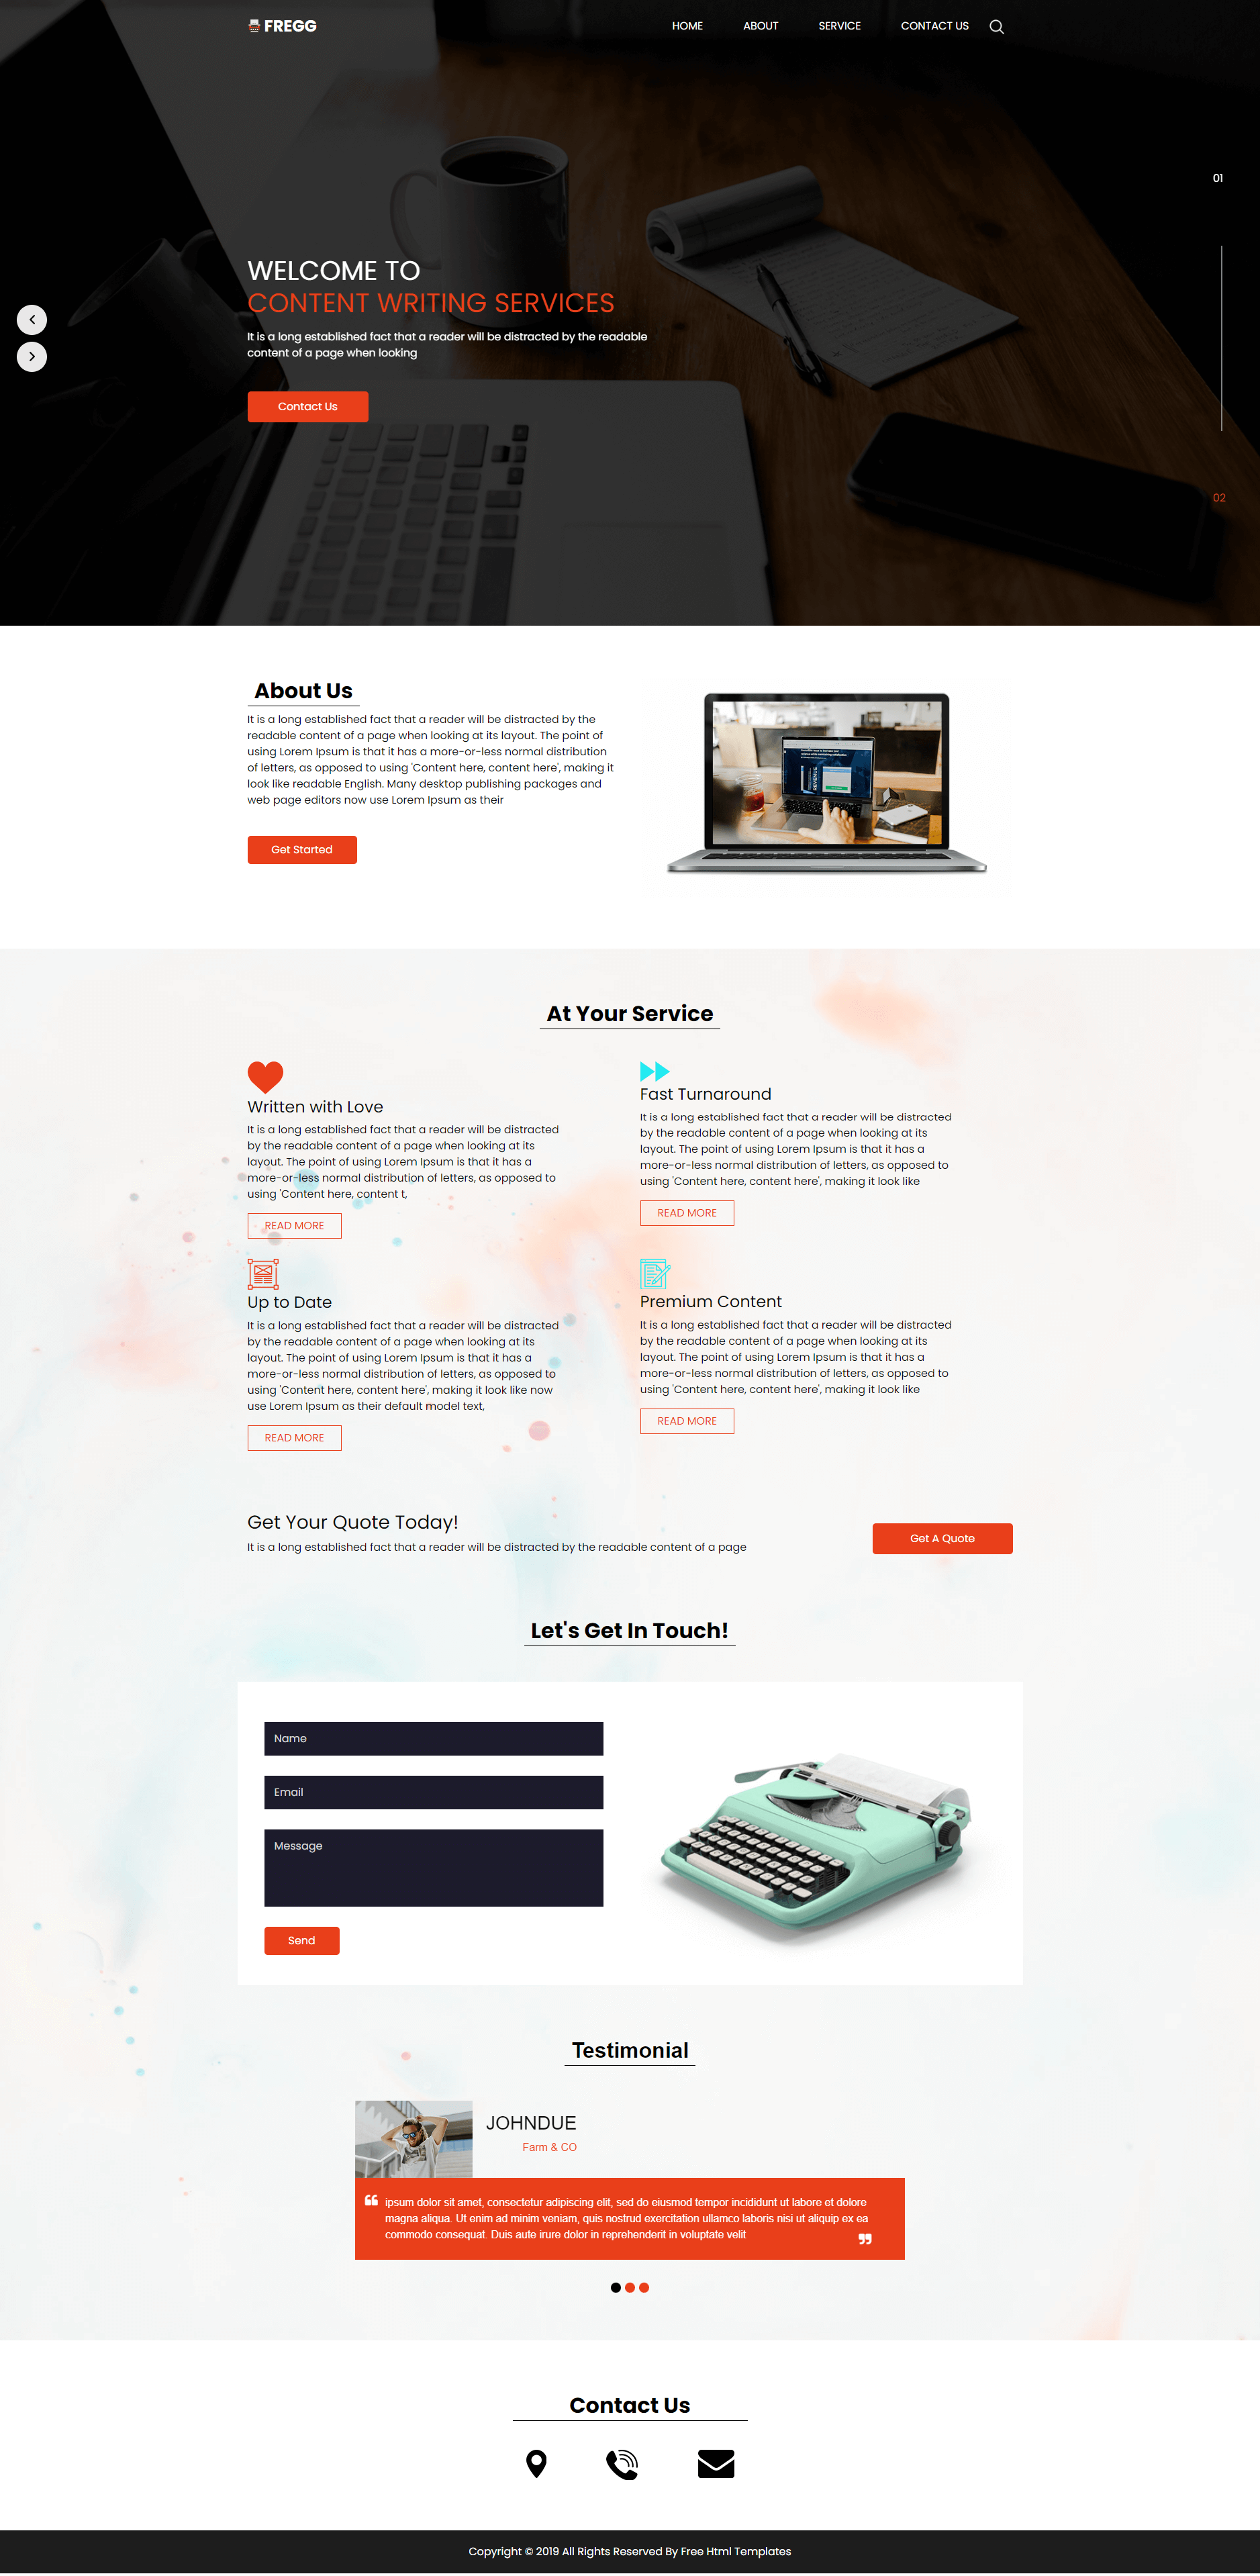 FREGG
HOME ABOUT SERVICE CONTACT US
01
WELCOME TO
CONTENT WRITING SERVICES
It is a long established fact that a reader will be distracted by the readable
content of a page when looking
Contact Us
02
About Us
It is a long established fact that a reader will be distracted by the
readable content of a page when looking at its layout. The point of
using Lorem Ipsum is that it has a more-or-less normal distribution
of letters, as opposed to using 'Content here, content here', making it
look like readable English. Many desktop publishing packages and
web page editors now use Lorem Ipsum as their
Get Started
At Your Service
Written with Love
It is a long established fact that a reader will be distracted
by the readable content of a page when looking at its
layout. The point of using Lorem Ipsum is that it has a
more-or-less normal distribution of letters, as opposed to
using 'Content here, content t,
READ MORE
Fast Turnaround
It is a long established fact that a reader will be distracted
by the readable content of a page when looking at its
layout. The point of using Lorem Ipsum is that it has a
more-or-less normal distribution of letters, as opposed to
using 'Content here, content here', making it look like
READ MORE
Up to Date
It is a long established fact that a reader will be distracted
by the readable content of a page when looking at its
layout. The point of using Lorem Ipsum is that it has a
more-or-less normal distribution of letters, as opposed to
using 'Content here, content here', making it look like now
use Lorem Ipsum as their default model text,
READ MORE
Premium Content
It is a long established fact that a reader will be distracted
by the readable content of a page when looking at its
layout. The point of using Lorem Ipsum is that it has a
more-or-less normal distribution of letters, as opposed to
using 'Content here, content here', making it look like
READ MORE
Get Your Quote Today!
It is a long established fact that a reader will be distracted by the readable content of a page
Get A Quote
Let's Get In Touch!
Name
Email
Message
Send
Testimonial
JOHNDUE
Farm & CO
ipsum dolor sit amet, consectetur adipiscing elit, sed do eiusmod tempor incididunt ut labore et dolore
magna aliqua. Ut enim ad minim veniam, quis nostrud exercitation ullamco laboris nisi ut aliquip ex ea
commodo consequat. Duis aute irure dolor in reprehenderit in voluptate velit
Contact Us
Copyright © 2019 All Rights Reserved By Free Html Templates